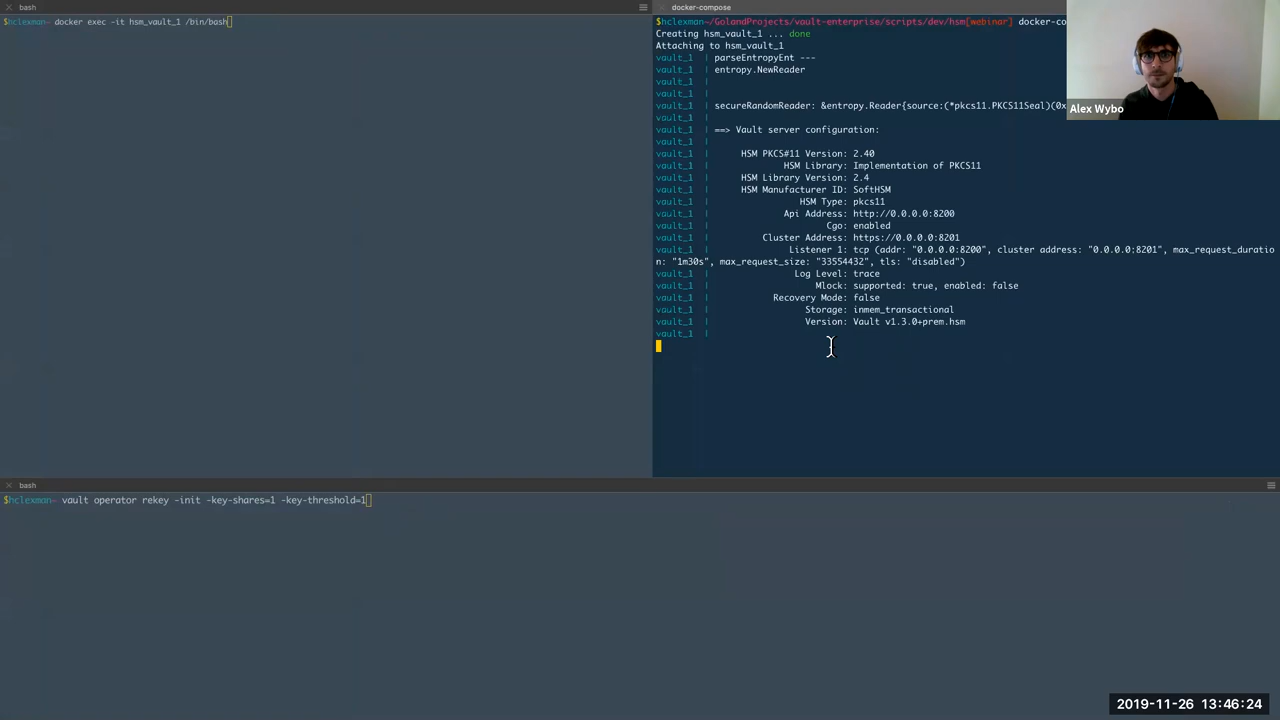 bash
$hclexman~ docker exec -it hsm_vault_1 /bin/bash
docker-compose
$hclexman~/GolandProjects/vault-enterprise/scripts/dev/hsm[webinar] docker-co
Creating hsm_vault_1 ... done
Attaching to hsm_vault_1
vault_1 | parseEntropyEnt ---
vault_1 | entropy.NewReader
vault_1 |
vault_1 |
vault_1 | secureRandomReader: &entropy.Reader{source:(*pkcs11.PKCS11Seal)(0x
vault_1 |
vault_1 | ==> Vault server configuration:
vault_1 |
vault_1 | HSM PKCS#11 Version: 2.40
vault_1 | HSM Library: Implementation of PKCS11
vault_1 | HSM Library Version: 2.4
vault_1 | HSM Manufacturer ID: SoftHSM
vault_1 | HSM Type: pkcs11
vault_1 | Api Address: http://0.0.0.0:8200
vault_1 | Cgo: enabled
vault_1 | Cluster Address: https://0.0.0.0:8201
vault_1 | Listener 1: tcp (addr: "0.0.0.0:8200", cluster address: "0.0.0.0:8201", max_request_duratio
n: "1m30s", max_request_size: "33554432", tls: "disabled")
vault_1 | Log Level: trace
vault_1 | Mlock: supported: true, enabled: false
vault_1 | Recovery Mode: false
vault_1 | Storage: inmem_transactional
vault_1 | Version: Vault v1.3.0+prem.hsm
vault_1 |
Alex Wybo
bash
$hclexman~ vault operator rekey -init -key-shares=1 -key-threshold=1
2019-11-26 13:46:24